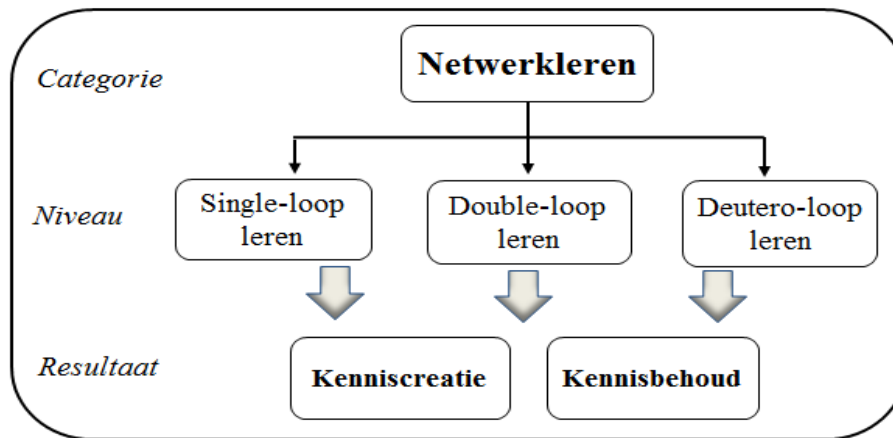 Categorie
Netwerkleren
Niveau
Single-loop
leren
Double-loop
leren
Deutero-loop
leren
Resultaat
Kenniscreatie
Kennisbehoud